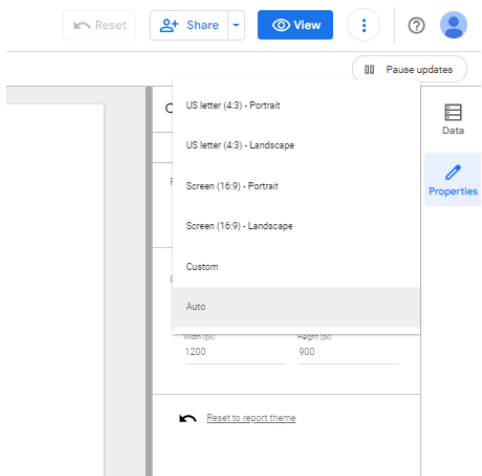 Reset
Share
View
Pause updates
US letter (4:3) - Portrait
US letter (4:3) - Landscape
Screen (16:9) - Portrait
Screen (16:9) - Landscape
Custom
Auto
Data
Properties
Width (px)
Height (px)
1200
900
Reset to report theme